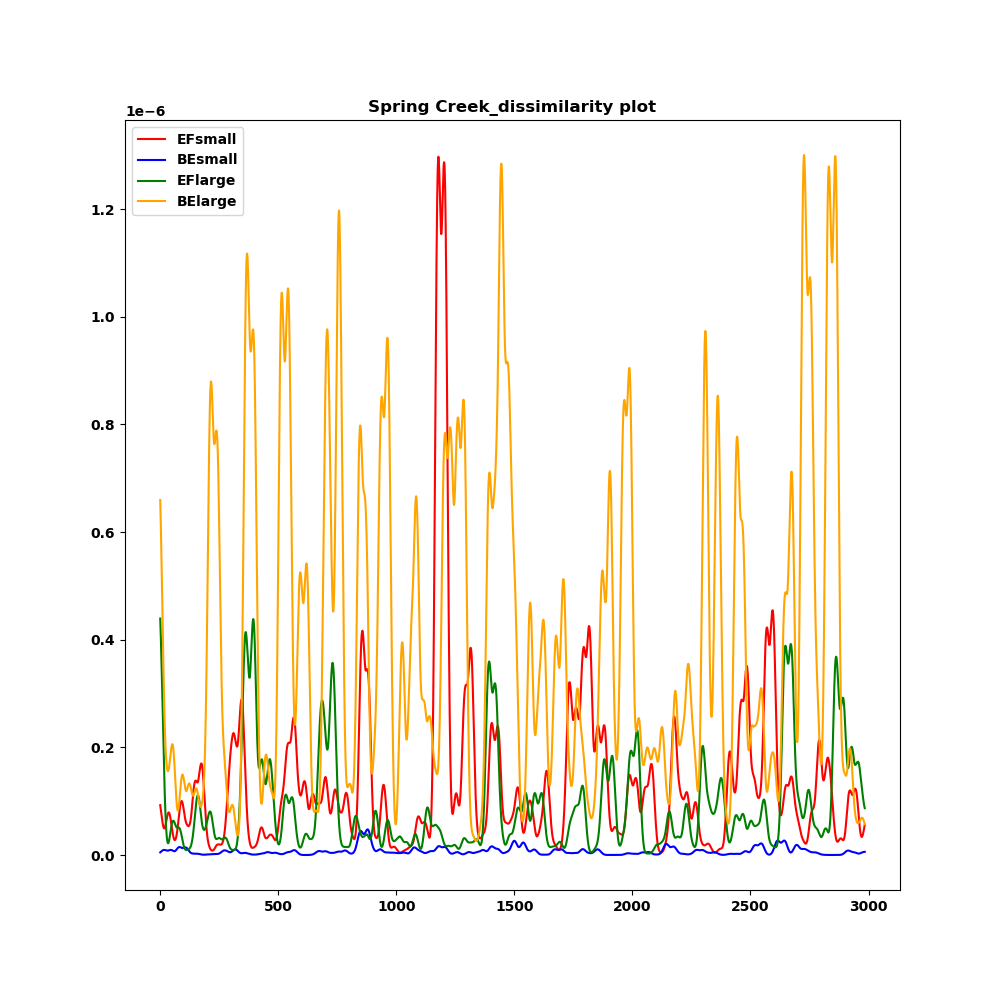 Spring Creek_dissimilarity plot
1e−6
EFsmall
BEsmall
EFlarge
BElarge
1.2
1.0
0.8
0.6
0.4
0.2
0.0
0 500 1000 1500 2000 2500 3000